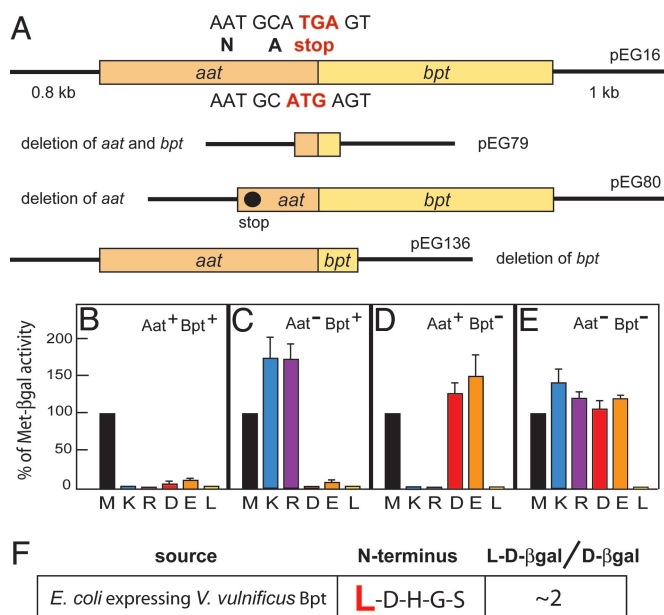 A
AAT GCA TGA GT
N A stop
pEG16
aat bpt
0.8 kb 1 kb
AAT GC ATG AGT
deletion of aat and bpt pEG79
deletion of aat aat bpt pEG80
stop
pEG136
aat bpt deletion of bpt
B Aat+ Bpt+
C Aat− Bpt+
D Aat+ Bpt−
E Aat− Bpt−
% of Met-βgal activity
200
150
100
50
0
M K R D E L M K R D E L M K R D E L M K R D E L
F
source N-terminus L-D-βgal/D-βgal
E. coli expressing V. vulnificus Bpt L-D-H-G-S ~2